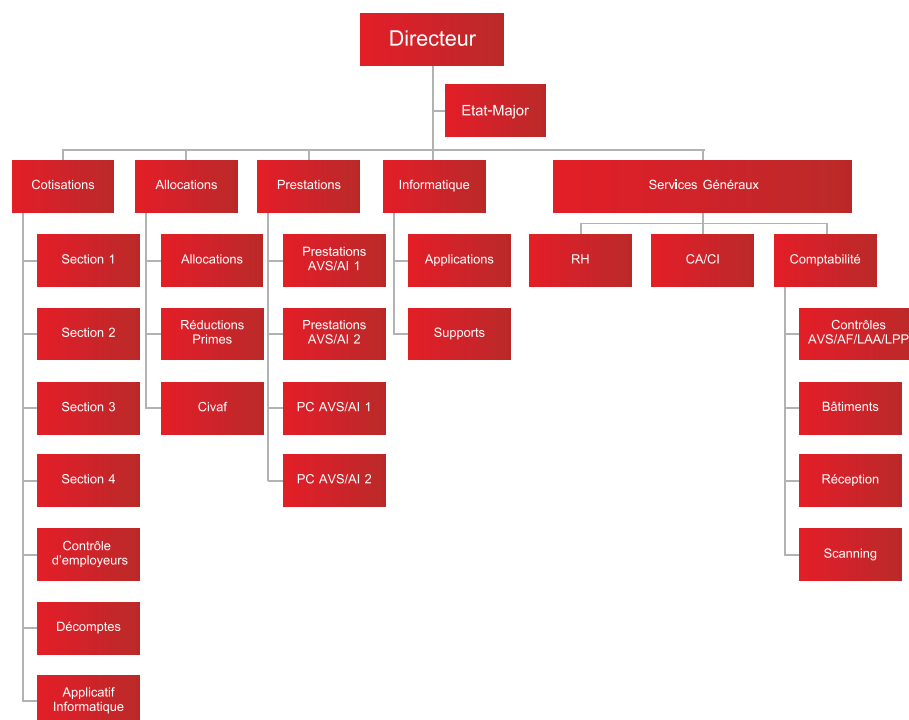 Directeur
Etat-Major
Cotisations
Allocations
Prestations
Informatique
Services Généraux
Section 1
Section 2
Section 3
Section 4
Contrôle
d'employeurs
Décomptes
Applicatif
Informatique
Allocations
Réductions
Primes
Civaf
Prestations
AVS/AI 1
Prestations
AVS/AI 2
PC AVS/AI 1
PC AVS/AI 2
Applications
Supports
RH
CA/CI
Comptabilité
Contrôles
AVS/AF/LAA/LPP
Bâtiments
Réception
Scanning